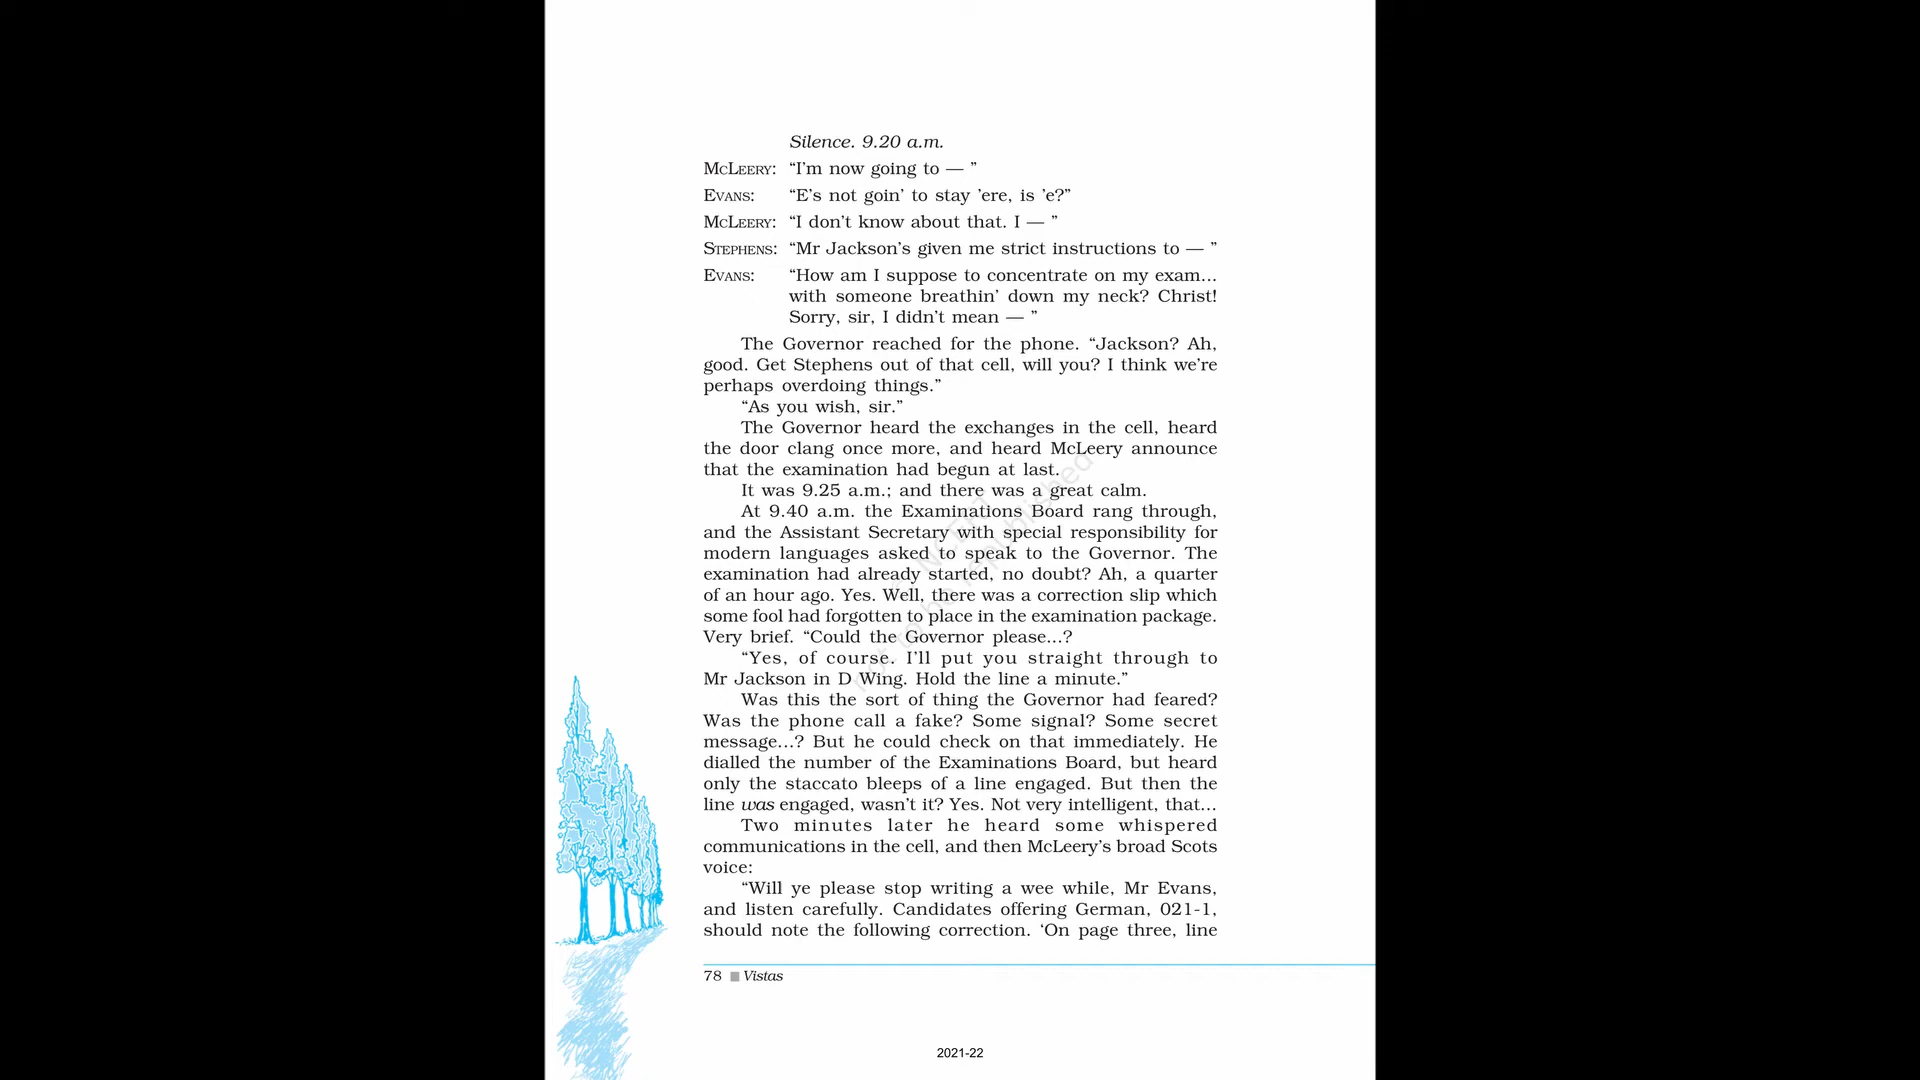 Silence. 9.20 a.m.
MCLEERY: “I’m now going to — ”
EVANS: “E’s not goin’ to stay ’ere, is ’e?”
MCLEERY: “I don’t know about that. I — ”
STEPHENS: “Mr Jackson’s given me strict instructions to — ”
EVANS: “How am I suppose to concentrate on my exam...
with someone breathin’ down my neck? Christ!
Sorry, sir, I didn’t mean — ”
The Governor reached for the phone. “Jackson? Ah,
good. Get Stephens out of that cell, will you? I think we’re
perhaps overdoing things.”
“As you wish, sir.”
The Governor heard the exchanges in the cell, heard
the door clang once more, and heard McLeery announce
that the examination had begun at last.
It was 9.25 a.m.; and there was a great calm.
At 9.40 a.m. the Examinations Board rang through,
and the Assistant Secretary with special responsibility for
modern languages asked to speak to the Governor. The
examination had already started, no doubt? Ah, a quarter
of an hour ago. Yes. Well, there was a correction slip which
some fool had forgotten to place in the examination package.
Very brief. “Could the Governor please...?
“Yes, of course. I’ll put you straight through to
Mr Jackson in D Wing. Hold the line a minute.”
Was this the sort of thing the Governor had feared?
Was the phone call a fake? Some signal? Some secret
message...? But he could check on that immediately. He
dialled the number of the Examinations Board, but heard
only the staccato bleeps of a line engaged. But then the
line was engaged, wasn’t it? Yes. Not very intelligent, that...
Two minutes later he heard some whispered
communications in the cell, and then McLeery’s broad Scots
voice:
“Will ye please stop writing a wee while, Mr Evans,
and listen carefully. Candidates offering German, 021-1,
should note the following correction. ‘On page three, line
78 ■ Vistas
2021-22
not to be republished